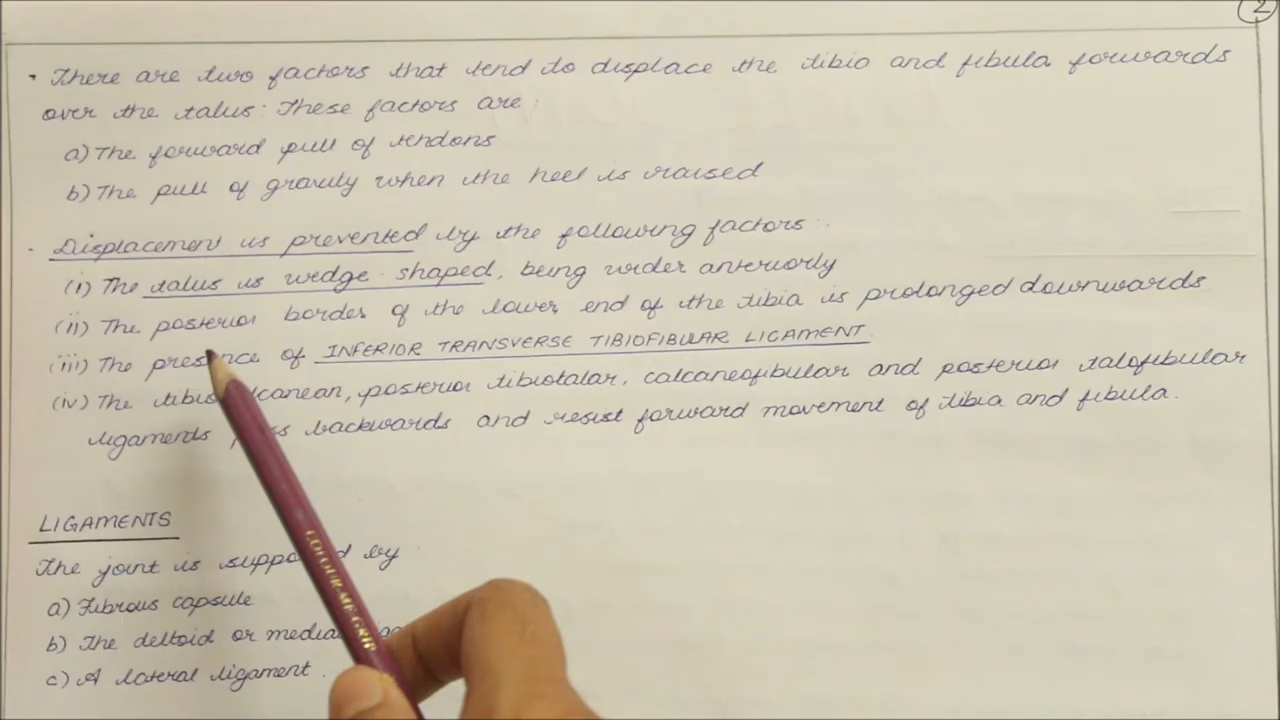 2
• There are two factors that tend to displace the tibia and fibula forwards
over the talus: These factors are:
a) The forward pull of tendons
b) The pull of gravity when the heel is raised
• Displacement is prevented by the following factors:
(i) The talus is wedge shaped, being wider anteriorly
(ii) The posterior border of the lower end of the tibia is prolonged downwards
(iii) The presence of INFERIOR TRANSVERSE TIBIOFIBULAR LIGAMENT.
(iv) The posterior tibiotalar, calcaneofibular and posterior talofibular
ligaments backwards and resist forward movement of tibia and fibula.
LIGAMENTS
The joint is by
a) Fibrous capsule
b) The deltoid or
c) A lateral ligament.
COLOUR-ME GRIP